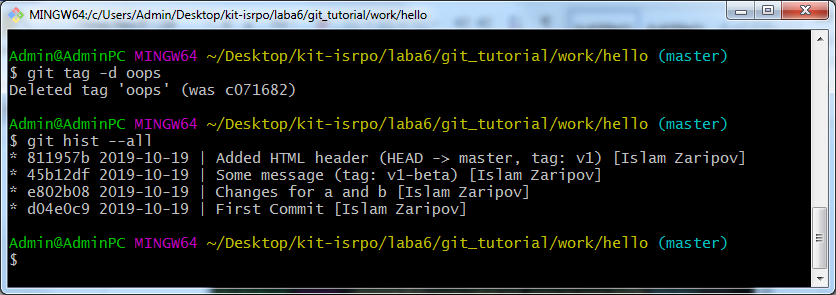 MINGW64:/c/Users/Admin/Desktop/kit-isrpo/laba6/git_tutorial/work/hello
Admin@AdminPC MINGW64 ~/Desktop/kit-isrpo/laba6/git_tutorial/work/hello (master)
$ git tag -d oops
Deleted tag 'oops' (was c071682)
Admin@AdminPC MINGW64 ~/Desktop/kit-isrpo/laba6/git_tutorial/work/hello (master)
$ git hist --all
* 811957b 2019-10-19 | Added HTML header (HEAD -> master, tag: v1) [Islam Zaripov]
* 45b12df 2019-10-19 | Some message (tag: v1-beta) [Islam Zaripov]
* e802b08 2019-10-19 | Changes for a and b [Islam Zaripov]
* d04e0c9 2019-10-19 | First Commit [Islam Zaripov]
Admin@AdminPC MINGW64 ~/Desktop/kit-isrpo/laba6/git_tutorial/work/hello (master)
$